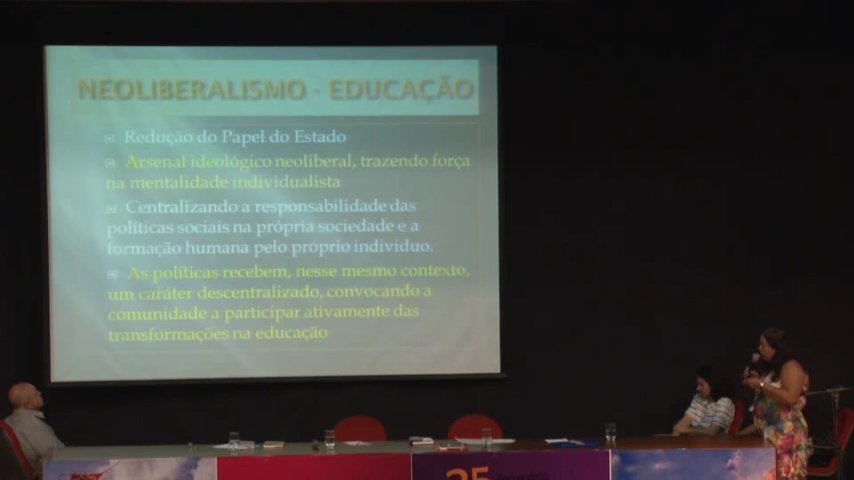 NEOLIBERALISMO - EDUCAÇÃO
Redução do Papel do Estado
Arsenal ideológico neoliberal, trazendo força
na mentalidade individualista
Centralizando a responsabilidade das
políticas sociais na própria sociedade e a
formação humana pelo próprio individuo.
As políticas recebem, nesse mesmo contexto,
um caráter descentralizado, convocando a
comunidade a participar ativamente das
transformações na educação
25 Seminário